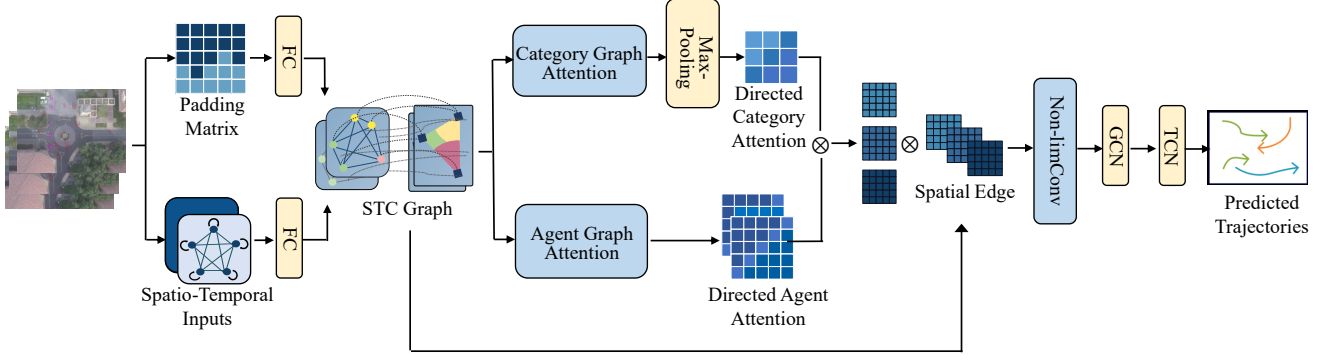 Padding
Matrix
FC
Spatio-Temporal
Inputs
FC
STC Graph
Category Graph
Attention
Max-
Pooling
Directed
Category
Attention
Agent Graph
Attention
Directed Agent
Attention
Spatial Edge
Non-limConv
GCN
TCN
Predicted
Trajectories